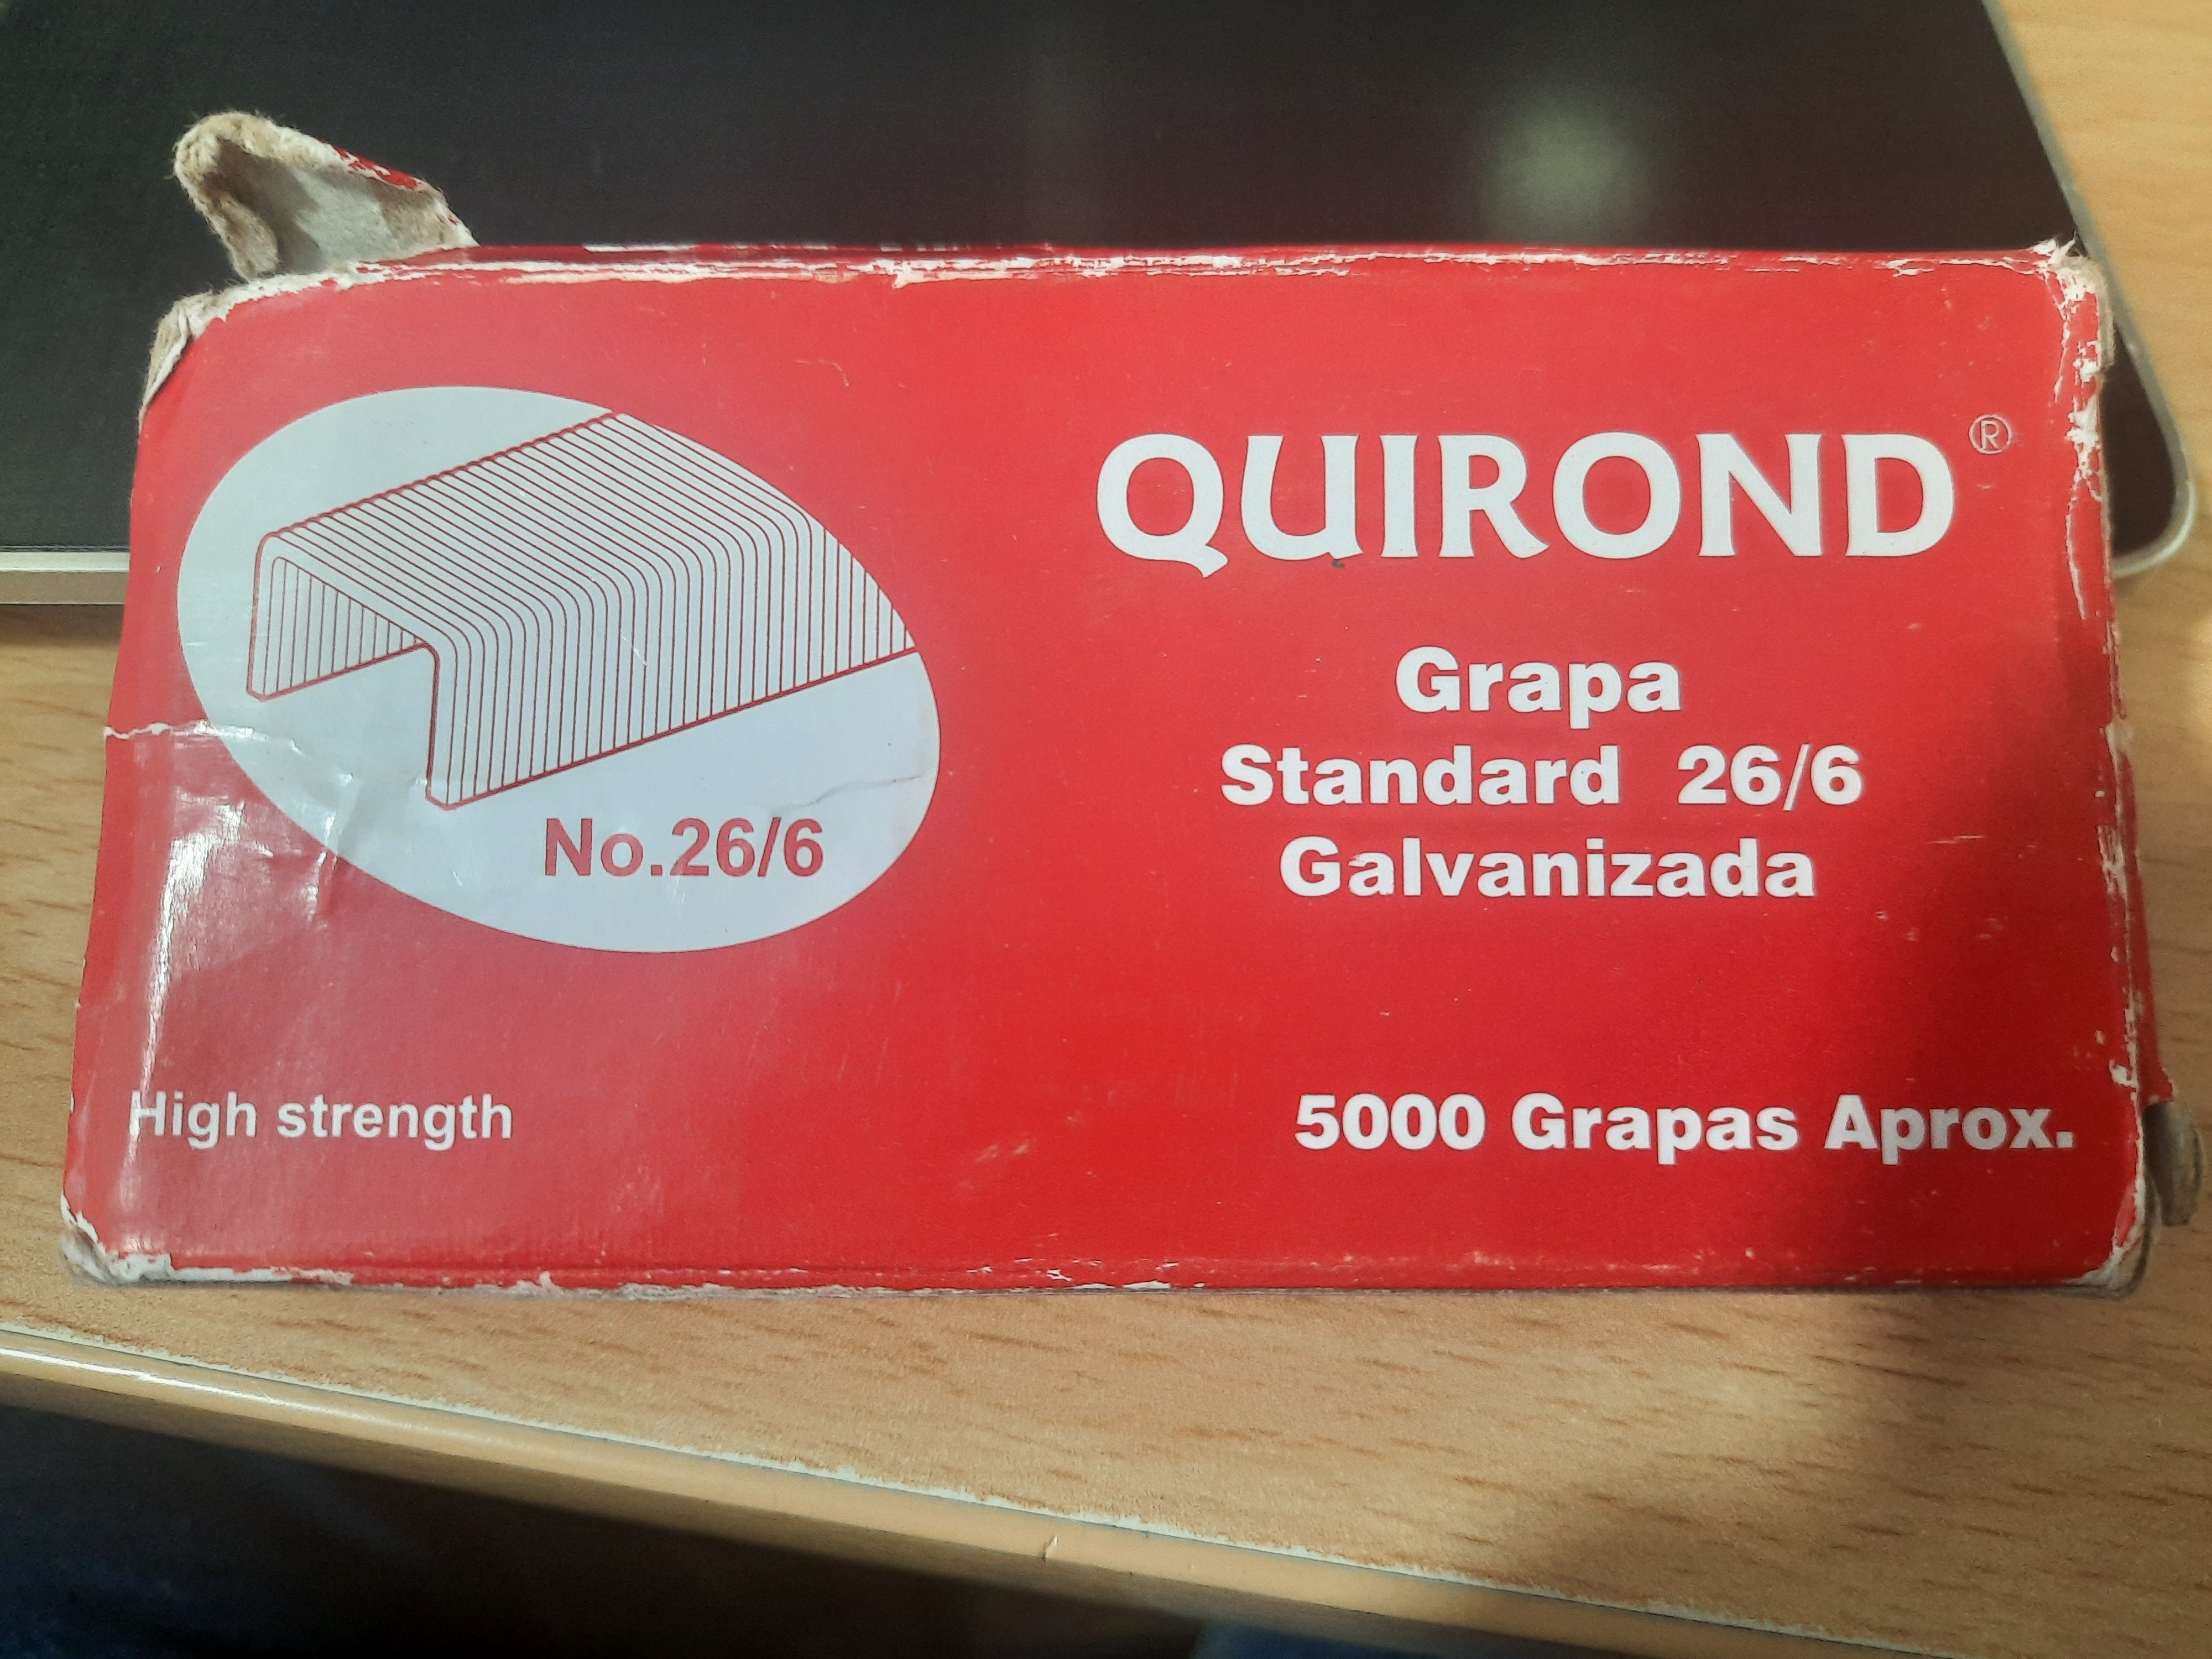 QUIROND®
Grapa
Standard 26/6
Galvanizada
No.26/6
High strength
5000 Grapas Aprox.